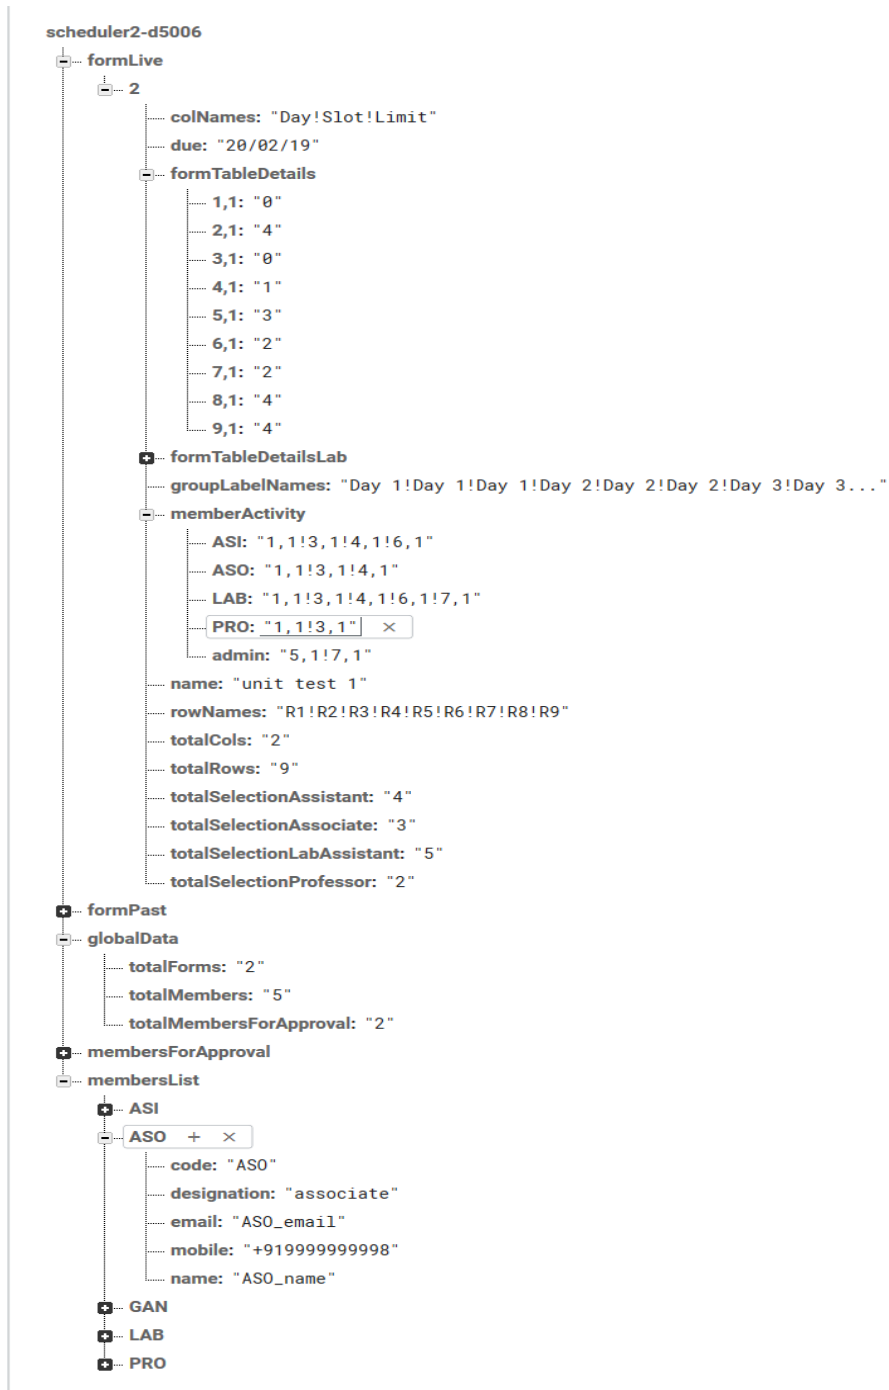 scheduler2-d5006
formLive
2
colNames: "Day!Slot!Limit"
due: "20/02/19"
formTableDetails
1,1: "0"
2,1: "4"
3,1: "0"
4,1: "1"
5,1: "3"
6,1: "2"
7,1: "2"
8,1: "4"
9,1: "4"
formTableDetailsLab
groupLabelNames: "Day 1!Day 1!Day 1!Day 2!Day 2!Day 2!Day 3!Day 3..."
memberActivity
ASI: "1,1!3,1!4,1!6,1"
ASO: "1,1!3,1!4,1"
LAB: "1,1!3,1!4,1!6,1!7,1"
PRO: "1,1!3,1" ×
admin: "5,1!7,1"
name: "unit test 1"
rowNames: "R1!R2!R3!R4!R5!R6!R7!R8!R9"
totalCols: "2"
totalRows: "9"
totalSelectionAssistant: "4"
totalSelectionAssociate: "3"
totalSelectionLabAssistant: "5"
totalSelectionProfessor: "2"
formPast
globalData
totalForms: "2"
totalMembers: "5"
totalMembersForApproval: "2"
membersForApproval
membersList
ASI
ASO + ×
code: "ASO"
designation: "associate"
email: "ASO_email"
mobile: "+919999999998"
name: "ASO_name"
GAN
LAB
PRO